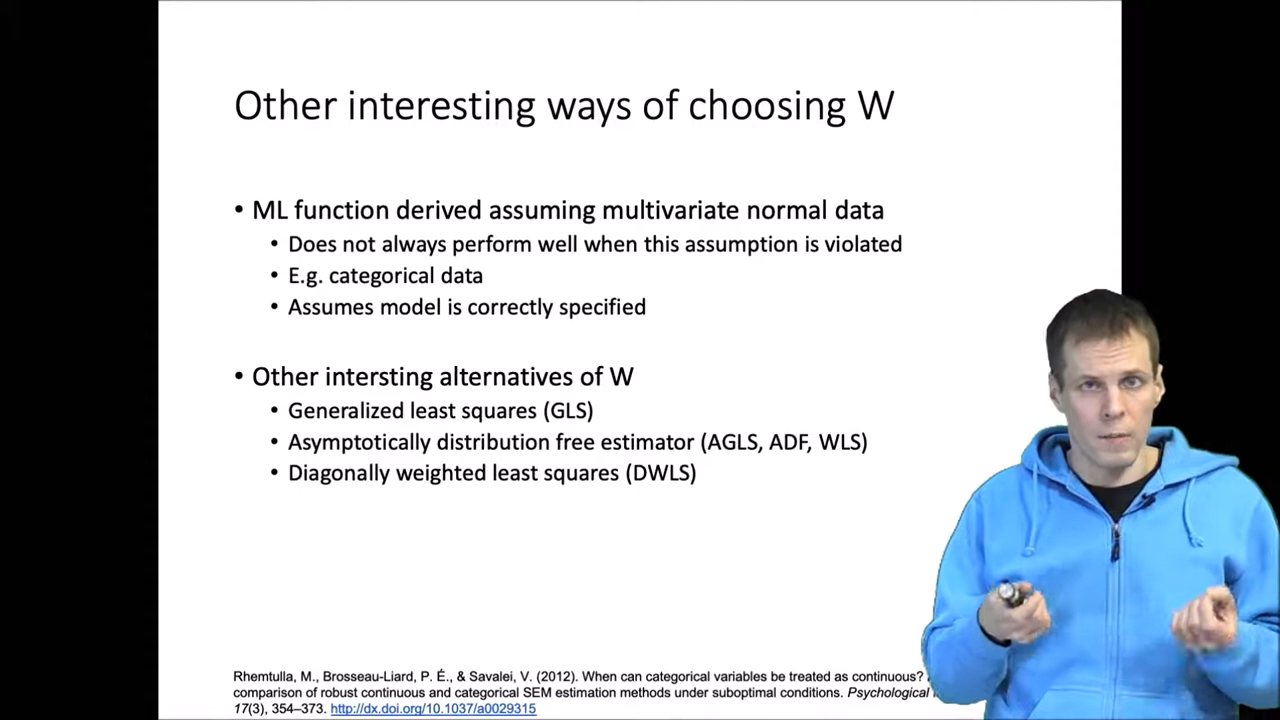 Other interesting ways of choosing W
• ML function derived assuming multivariate normal data
• Does not always perform well when this assumption is violated
• E.g. categorical data
• Assumes model is correctly specified
• Other intersting alternatives of W
• Generalized least squares (GLS)
• Asymptotically distribution free estimator (AGLS, ADF, WLS)
• Diagonally weighted least squares (DWLS)
Rhemtulla, M., Brosseau-Liard, P. É., & Savalei, V. (2012). When can categorical variables be treated as continuous?
comparison of robust continuous and categorical SEM estimation methods under suboptimal conditions. Psychological
17(3), 354–373. http://dx.doi.org/10.1037/a0029315